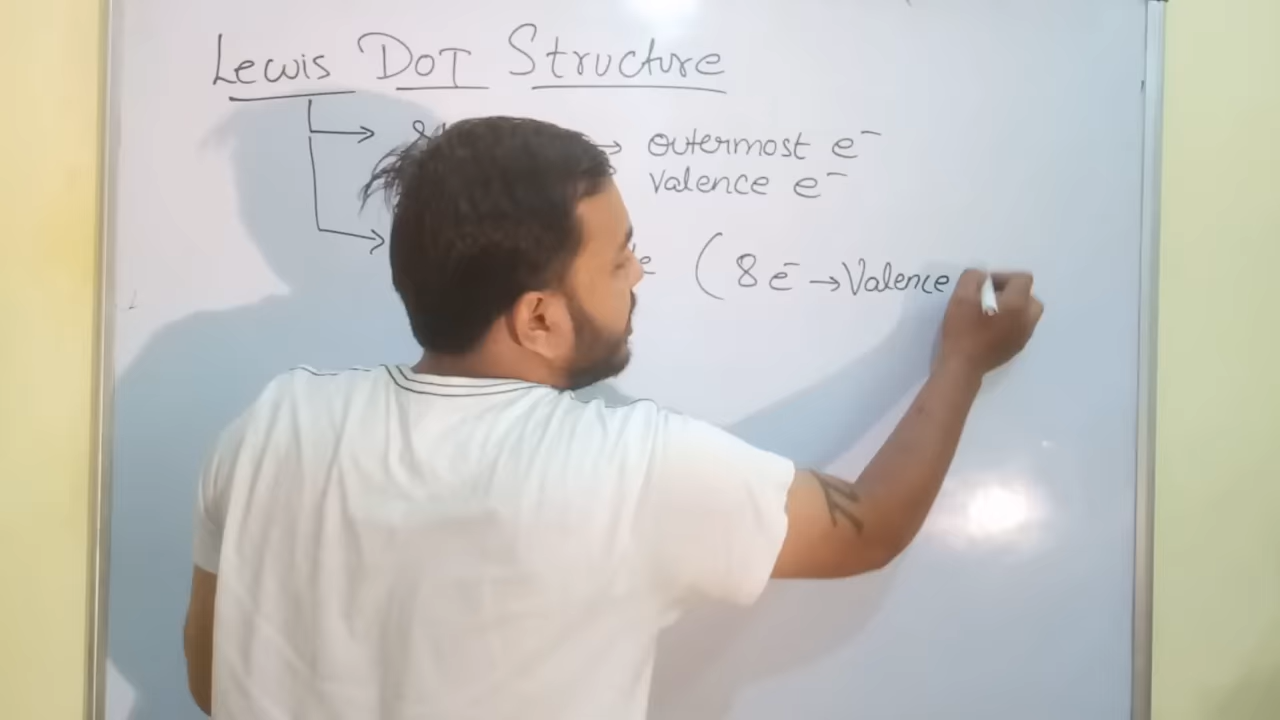 Lewis DOT Structure
→ → outermost e⁻
valence e⁻
→ (8 e⁻ → Valence